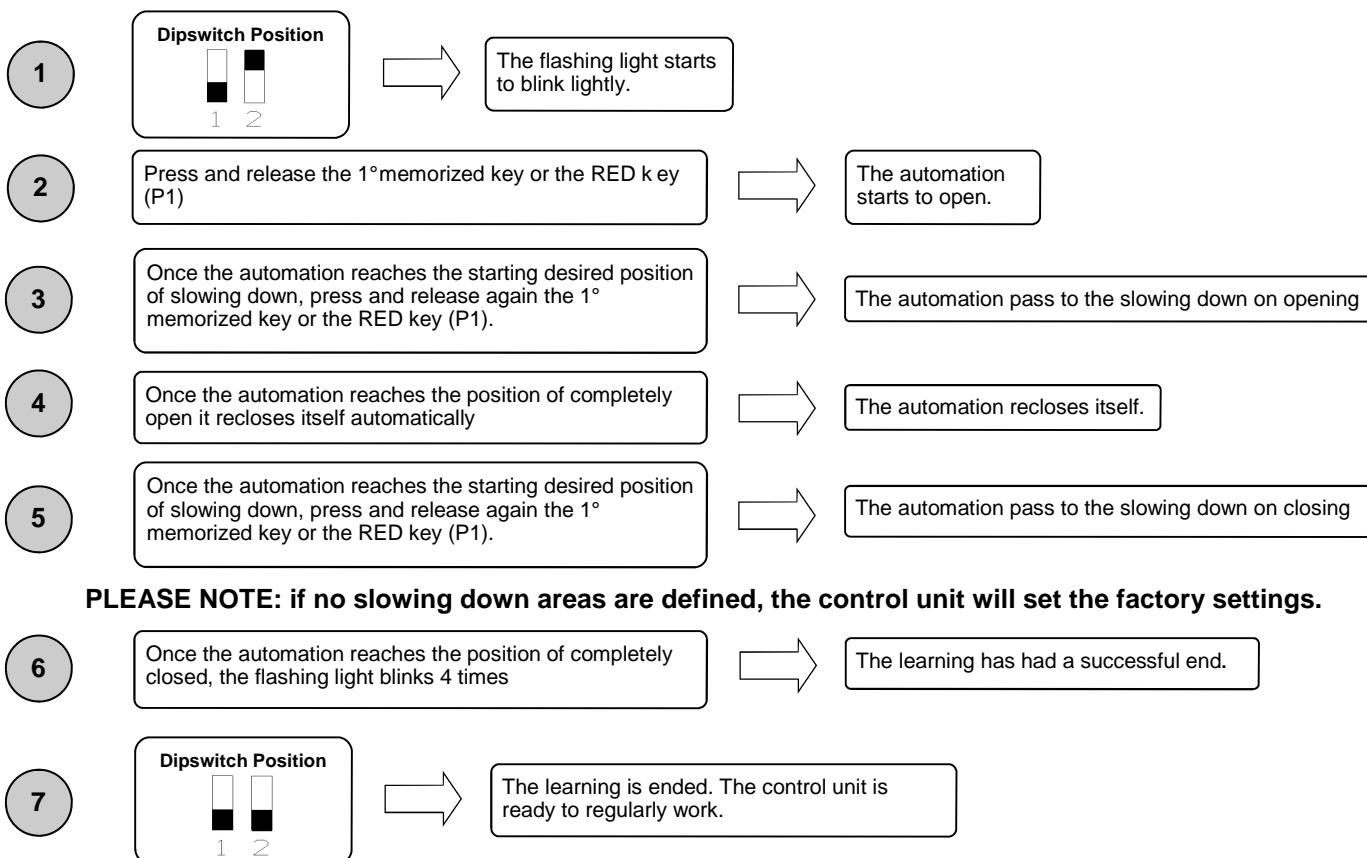 1
Dipswitch Position
1 2
The flashing light starts
to blink lightly.
2
Press and release the 1°memorized key or the RED k ey
(P1)
The automation
starts to open.
3
Once the automation reaches the starting desired position
of slowing down, press and release again the 1°
memorized key or the RED key (P1).
The automation pass to the slowing down on opening
4
Once the automation reaches the position of completely
open it recloses itself automatically
The automation recloses itself.
5
Once the automation reaches the starting desired position
of slowing down, press and release again the 1°
memorized key or the RED key (P1).
The automation pass to the slowing down on closing
PLEASE NOTE: if no slowing down areas are defined, the control unit will set the factory settings.
6
Once the automation reaches the position of completely
closed, the flashing light blinks 4 times
The learning has had a successful end.
7
Dipswitch Position
1 2
The learning is ended. The control unit is
ready to regularly work.